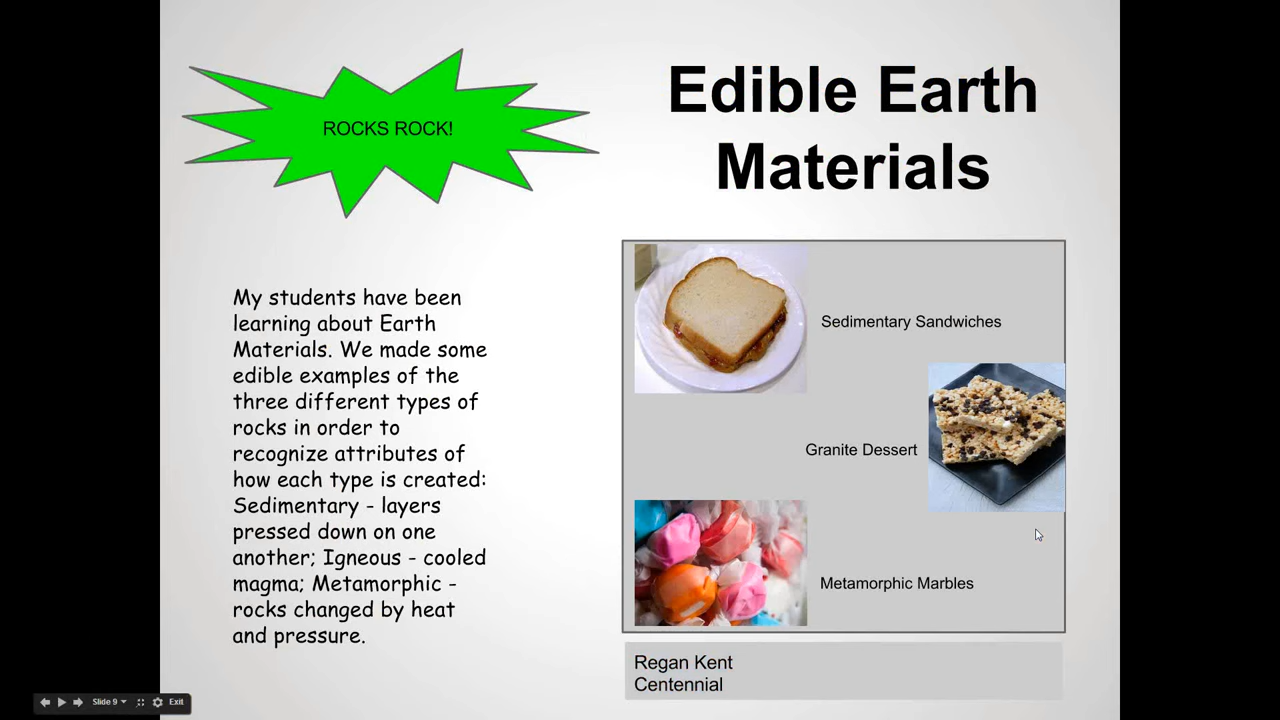 ROCKS ROCK!
Edible Earth
Materials
My students have been
learning about Earth
Materials. We made some
edible examples of the
three different types of
rocks in order to
recognize attributes of
how each type is created:
Sedimentary - layers
pressed down on one
another; Igneous - cooled
magma; Metamorphic -
rocks changed by heat
and pressure.
Sedimentary Sandwiches
Granite Dessert
Metamorphic Marbles
Regan Kent
Centennial
Slide 9
Exit